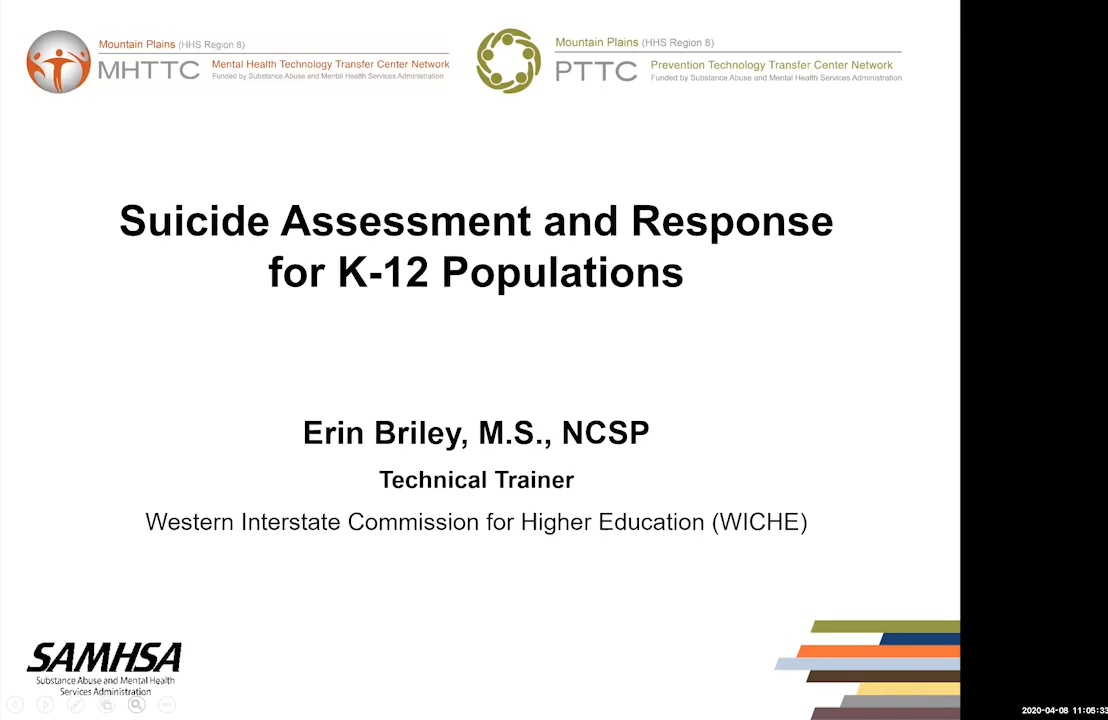 Mountain Plains (HHS Region 8)
MHTTC
Mental Health Technology Transfer Center Network
Funded by Substance Abuse and Mental Health Services Administration
Mountain Plains (HHS Region 8)
PTTC
Prevention Technology Transfer Center Network
Funded by Substance Abuse and Mental Health Services Administration
Suicide Assessment and Response
for K-12 Populations
Erin Briley, M.S., NCSP
Technical Trainer
Western Interstate Commission for Higher Education (WICHE)
SAMHSA
Substance Abuse and Mental Health
Services Administration
2020-04-08 11:05:33